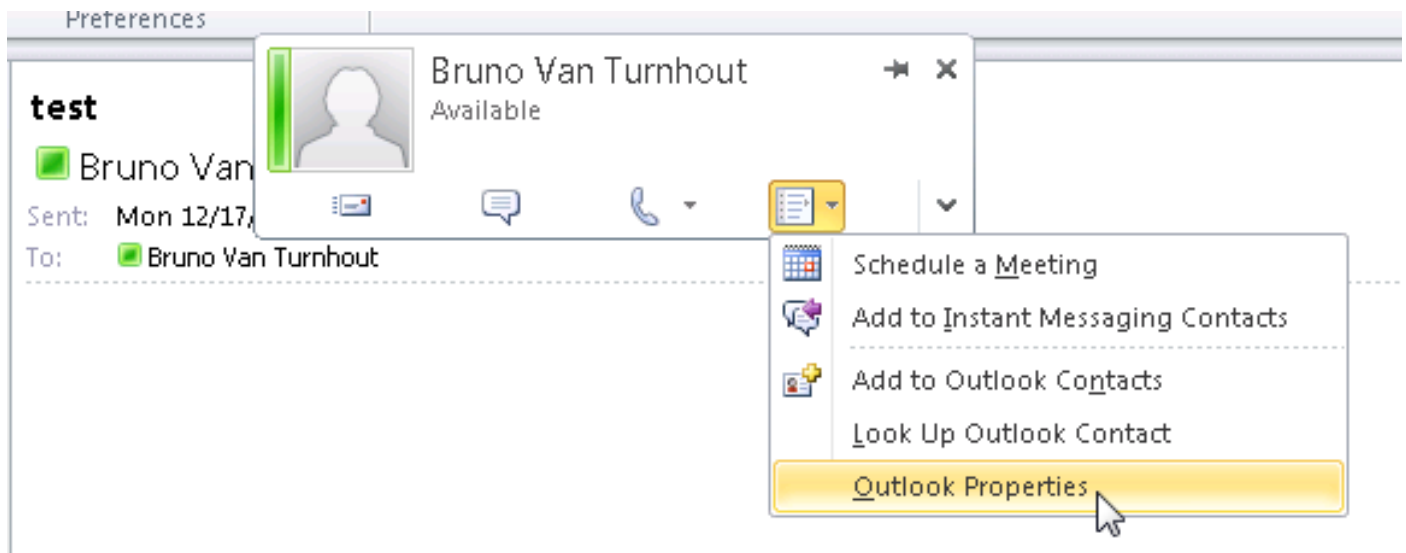 Preferences
Bruno Van Turnhout
Available
test
Bruno Van
Sent: Mon 12/17/
To: Bruno Van Turnhout
Schedule a Meeting
Add to Instant Messaging Contacts
Add to Outlook Contacts
Look Up Outlook Contact
Outlook Properties